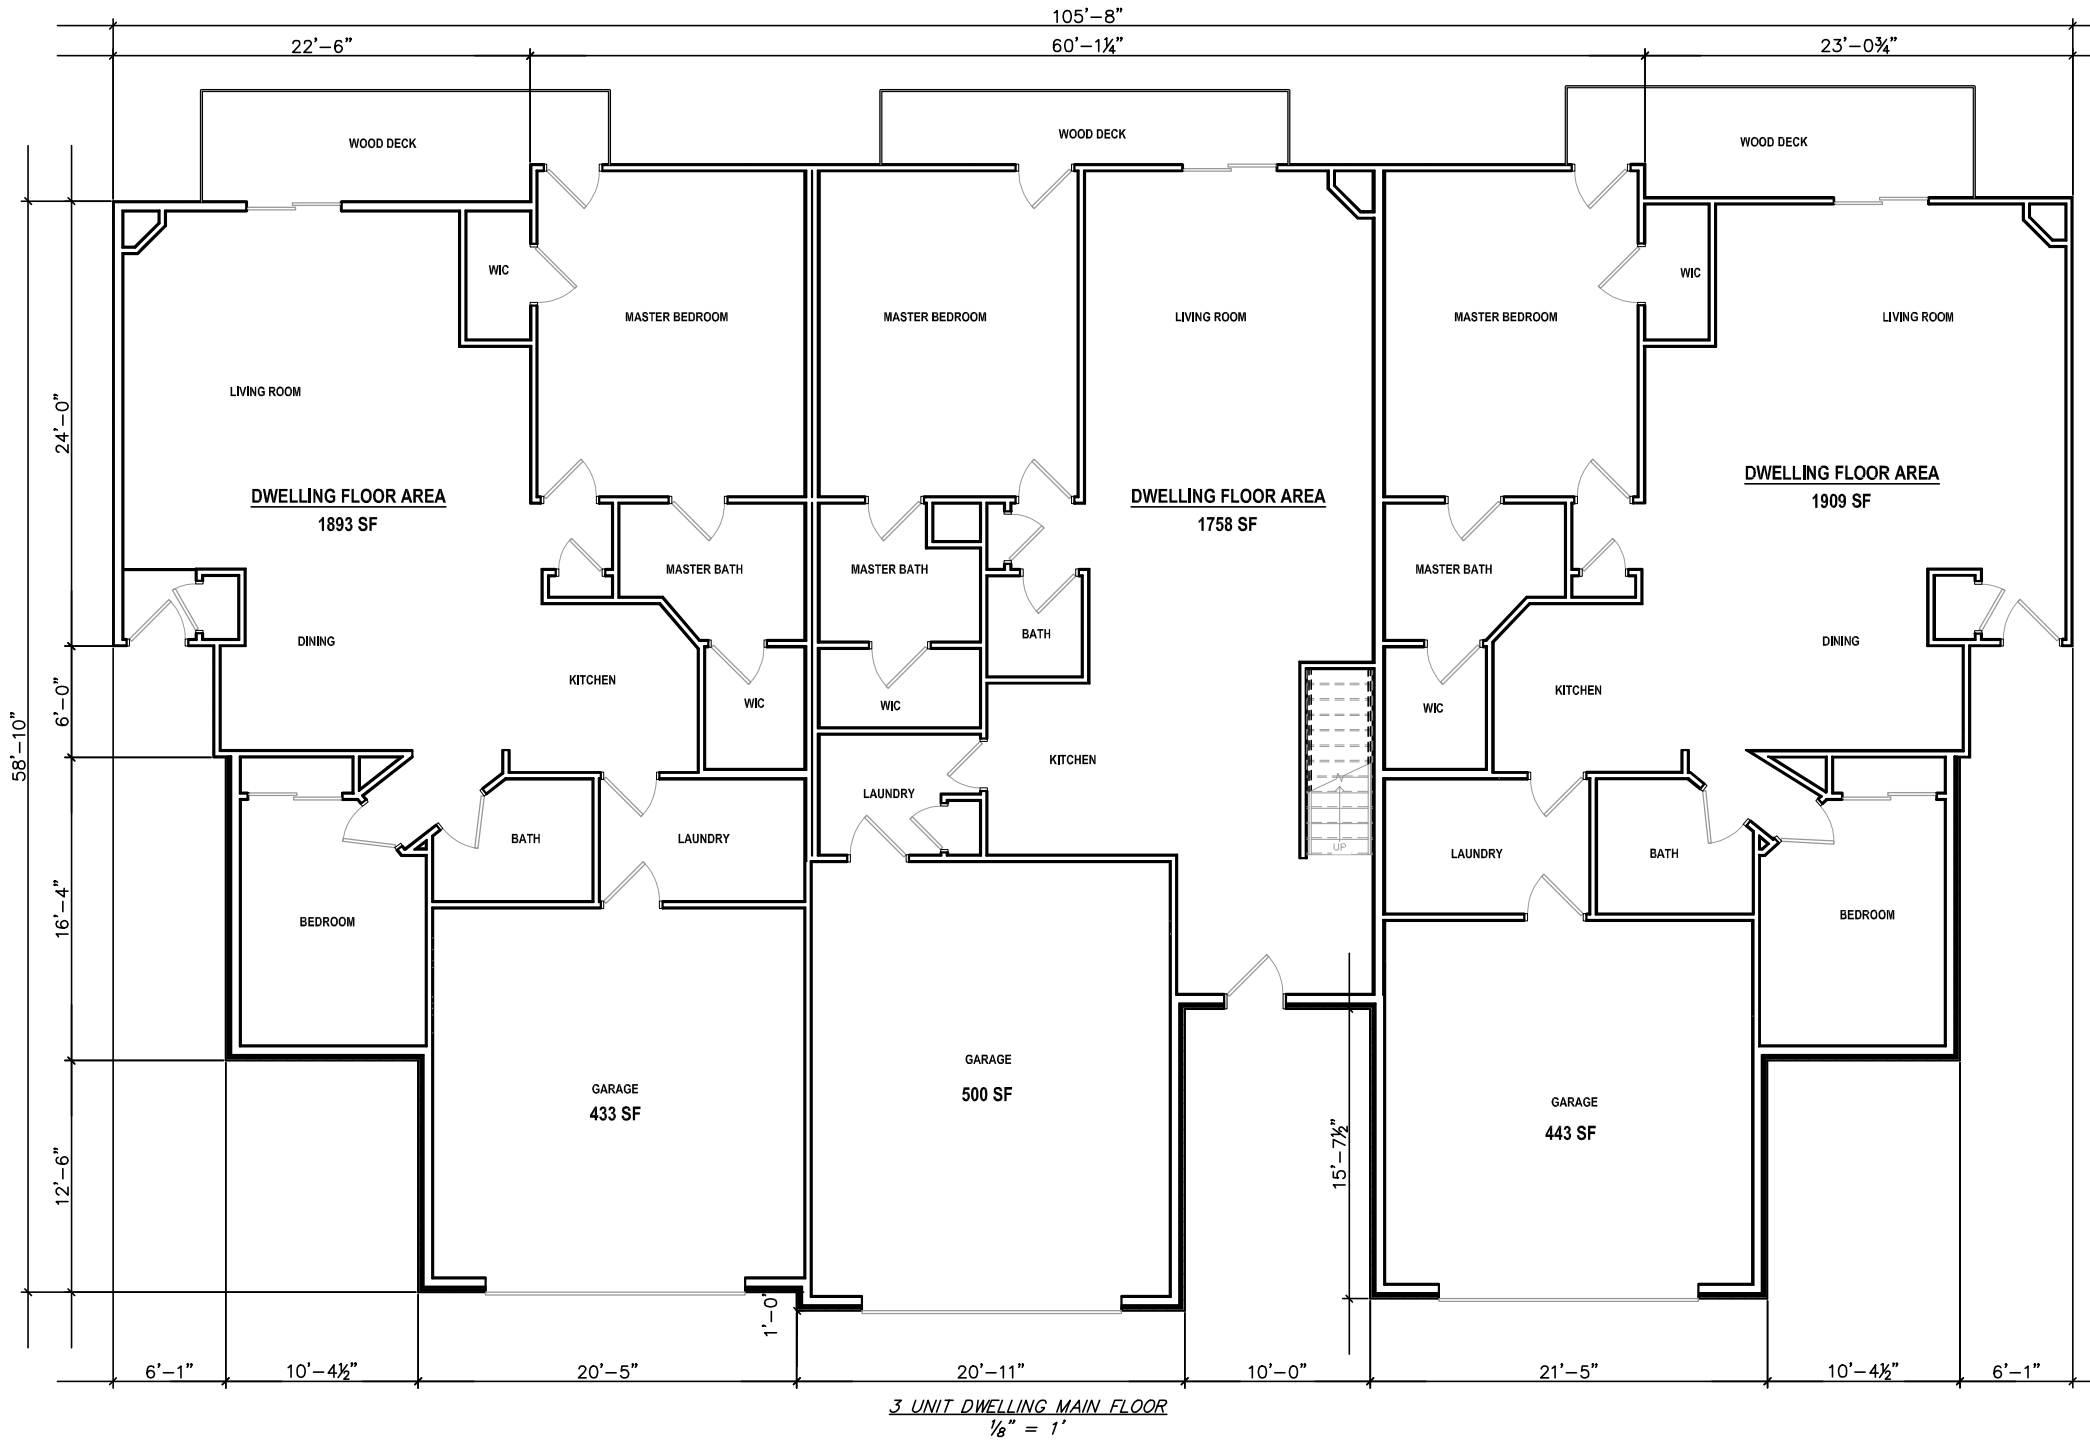 105'-8"
22'-6"
60'-1¼"
23'-0¾"
WOOD DECK
WOOD DECK
WOOD DECK
WIC
WIC
MASTER BEDROOM
MASTER BEDROOM
LIVING ROOM
MASTER BEDROOM
LIVING ROOM
LIVING ROOM
24'-0"
DWELLING FLOOR AREA
1893 SF
DWELLING FLOOR AREA
1758 SF
DWELLING FLOOR AREA
1909 SF
MASTER BATH
MASTER BATH
MASTER BATH
DINING
BATH
DINING
KITCHEN
KITCHEN
6'-0"
WIC
WIC
WIC
58'-10"
KITCHEN
LAUNDRY
BATH
LAUNDRY
UP
LAUNDRY
BATH
16'-4"
BEDROOM
BEDROOM
GARAGE
433 SF
GARAGE
500 SF
GARAGE
443 SF
15'-7½"
12'-6"
1'-0"
6'-1"
10'-4½"
20'-5"
20'-11"
10'-0"
21'-5"
10'-4½"
6'-1"
3 UNIT DWELLING MAIN FLOOR
⅛" = 1'